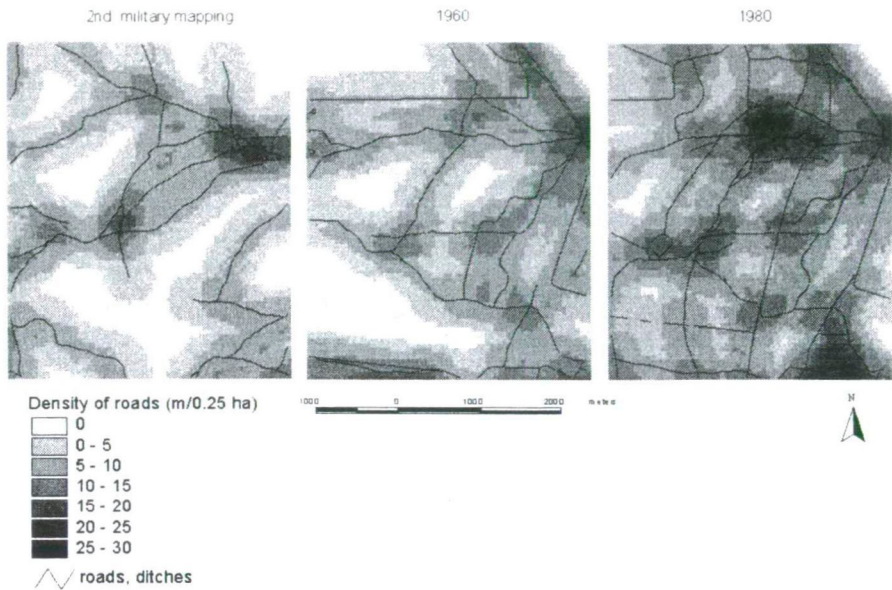 2nd military mapping
1960
1980
Density of roads (m/0.25 ha)
0
0 - 5
5 - 10
10 - 15
15 - 20
20 - 25
25 - 30
roads, ditches
1000 0 1000 2000 meters
N